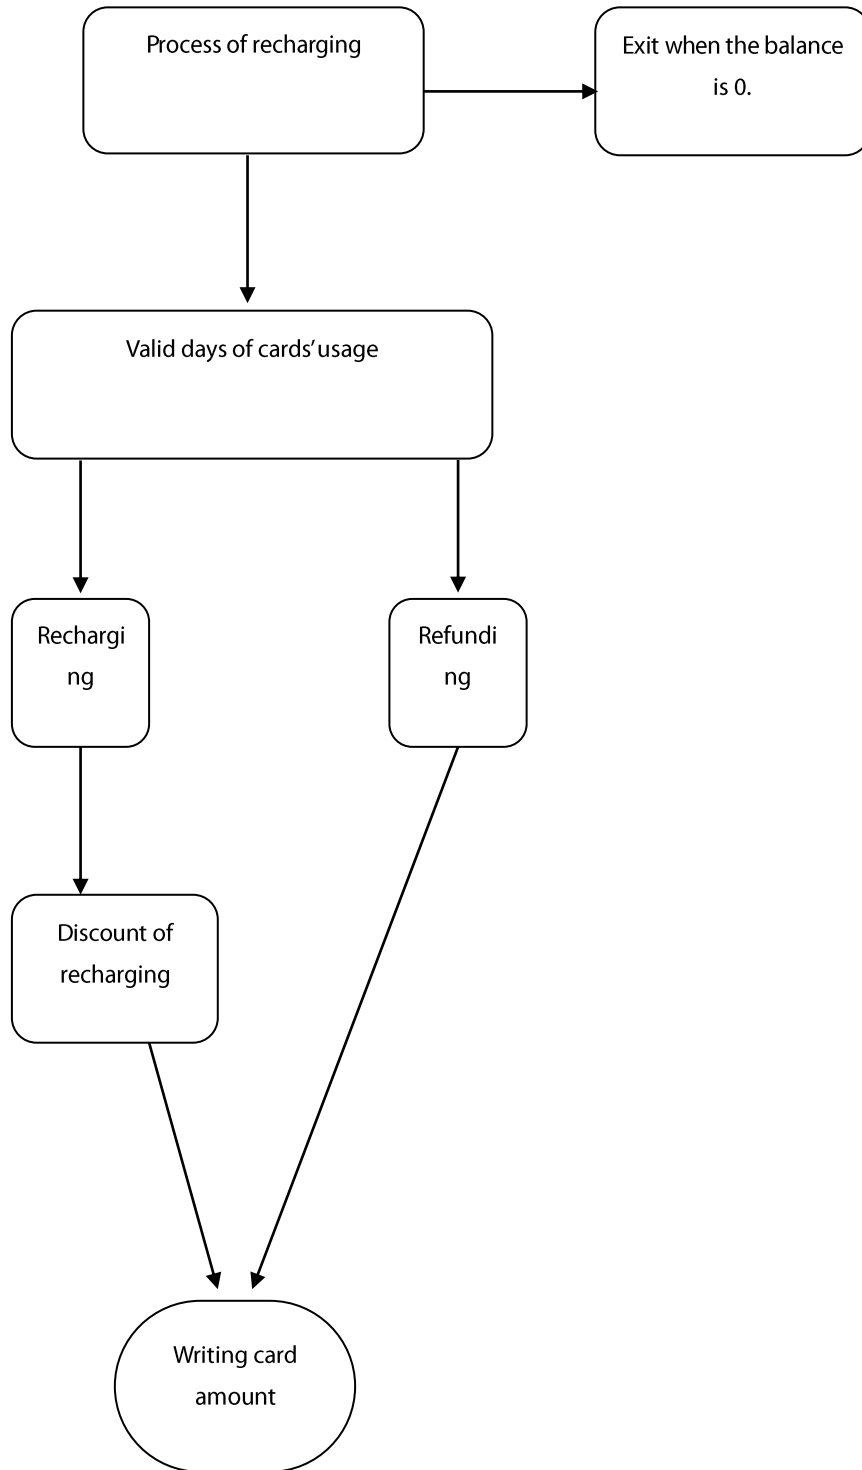 Process of recharging
Exit when the balance
is 0.
Valid days of cards’ usage
Rechargi
ng
Refundi
ng
Discount of
recharging
Writing card
amount